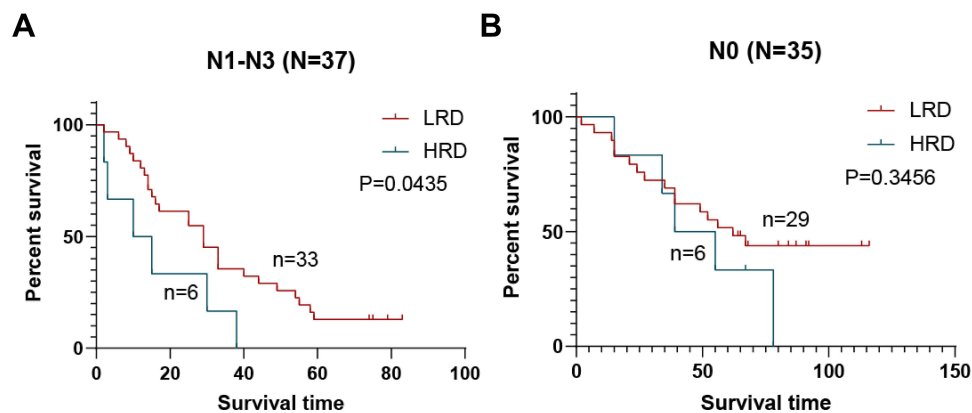 A
N1-N3 (N=37)
LRD
HRD
P=0.0435
n=33
n=6
Percent survival
100
50
0
0
20
40
60
80
100
Survival time
B
N0 (N=35)
LRD
HRD
P=0.3456
n=29
n=6
Percent survival
100
50
0
0
50
100
150
Survival time